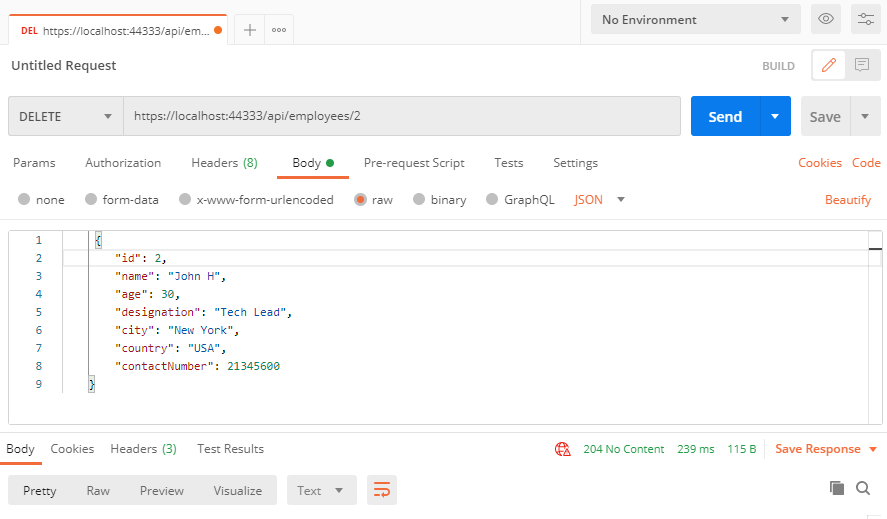 DEL https://localhost:44333/api/em... No Environment
Untitled Request BUILD
DELETE https://localhost:44333/api/employees/2 Send Save
Params Authorization Headers (8) Body Pre-request Script Tests Settings Cookies Code
none form-data x-www-form-urlencoded raw binary GraphQL JSON Beautify
1 {
2 "id": 2,
3 "name": "John H",
4 "age": 30,
5 "designation": "Tech Lead",
6 "city": "New York",
7 "country": "USA",
8 "contactNumber": 21345600
9 }
Body Cookies Headers (3) Test Results 204 No Content 239 ms 115 B Save Response
Pretty Raw Preview Visualize Text